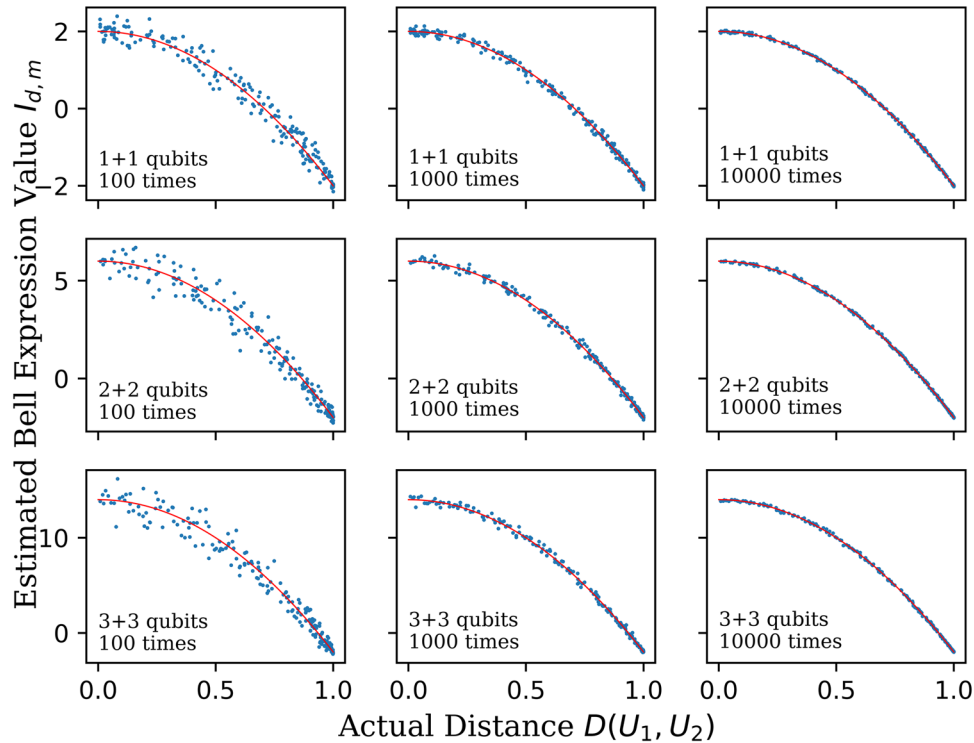 Estimated Bell Expression Value I_{d,m}
2
0
−2
1+1 qubits
100 times
1+1 qubits
1000 times
1+1 qubits
10000 times
5
0
2+2 qubits
100 times
2+2 qubits
1000 times
2+2 qubits
10000 times
10
0
3+3 qubits
100 times
3+3 qubits
1000 times
3+3 qubits
10000 times
0.0 0.5 1.0 0.0 0.5 1.0 0.0 0.5 1.0
Actual Distance D(U₁, U₂)